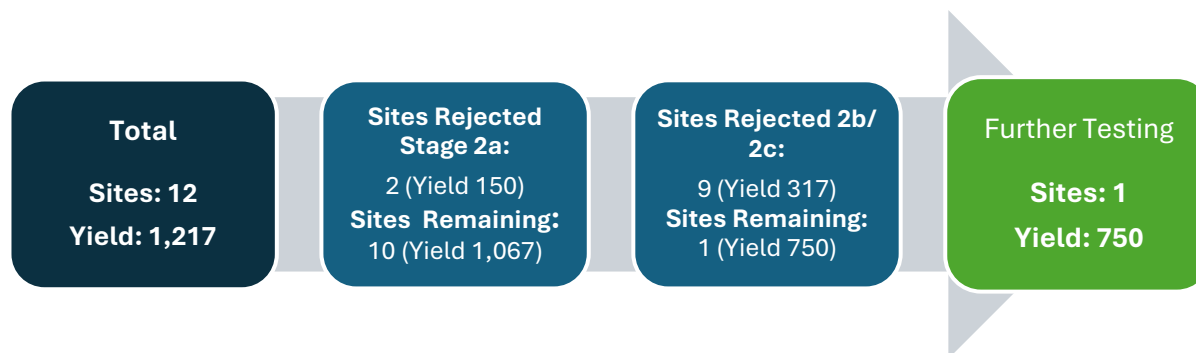 Total
Sites: 12
Yield: 1,217
Sites Rejected
Stage 2a:
2 (Yield 150)
Sites Remaining:
10 (Yield 1,067)
Sites Rejected 2b/
2c:
9 (Yield 317)
Sites Remaining:
1 (Yield 750)
Further Testing
Sites: 1
Yield: 750